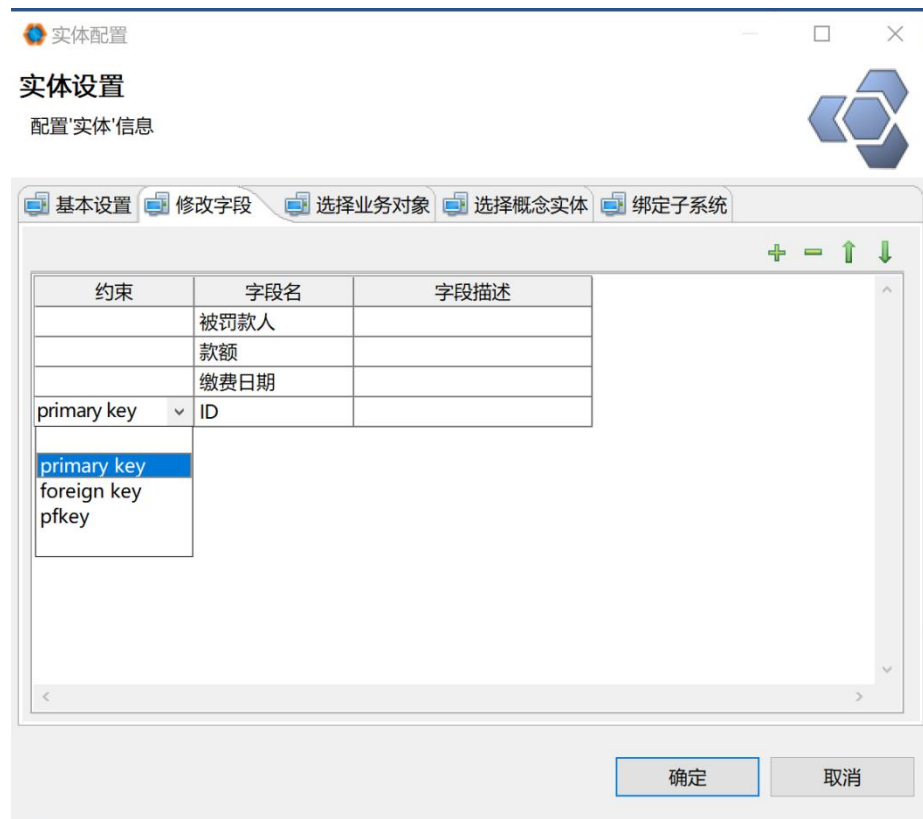 实体配置
实体设置
配置'实体'信息
基本设置 修改字段 选择业务对象 选择概念实体 绑定子系统
约束 字段名 字段描述
被罚款人
款额
缴费日期
primary key ID
primary key
foreign key
pfkey
确定 取消